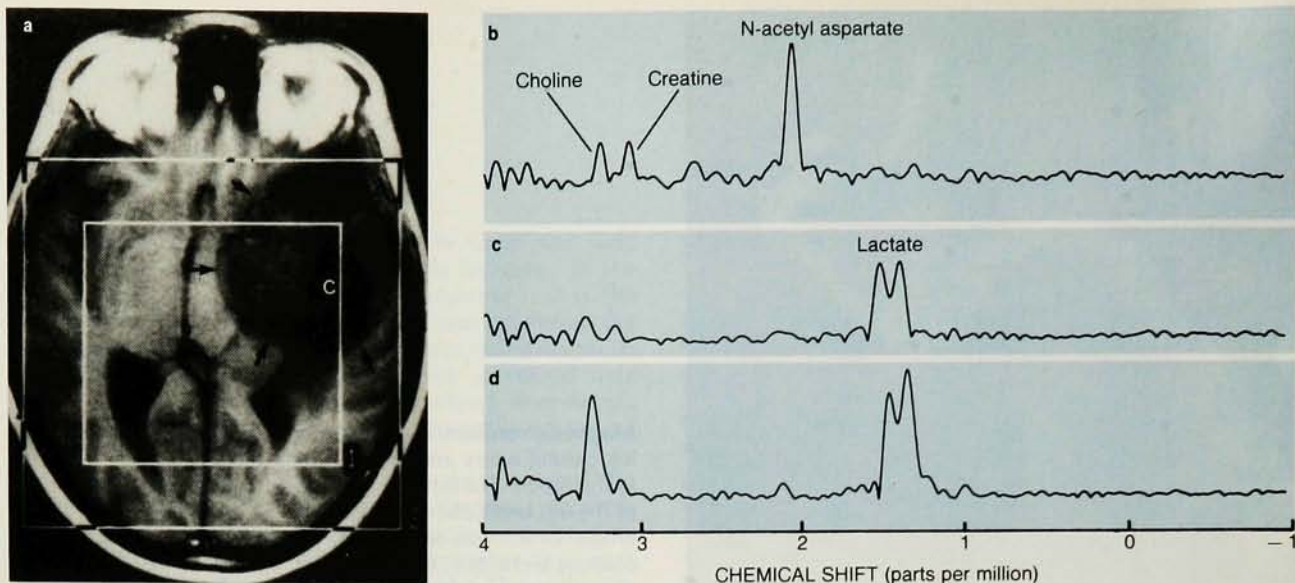 a
C
I
b
N-acetyl aspartate
Choline
Creatine
c
Lactate
d
4 3 2 1 0 −1
CHEMICAL SHIFT (parts per million)